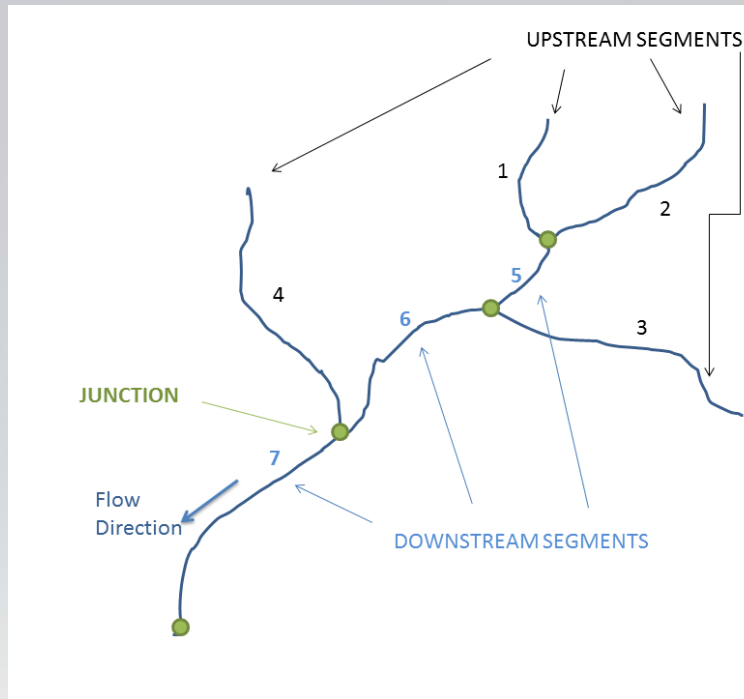 UPSTREAM SEGMENTS
1
2
5
4
6
3
JUNCTION
7
Flow
Direction
DOWNSTREAM SEGMENTS